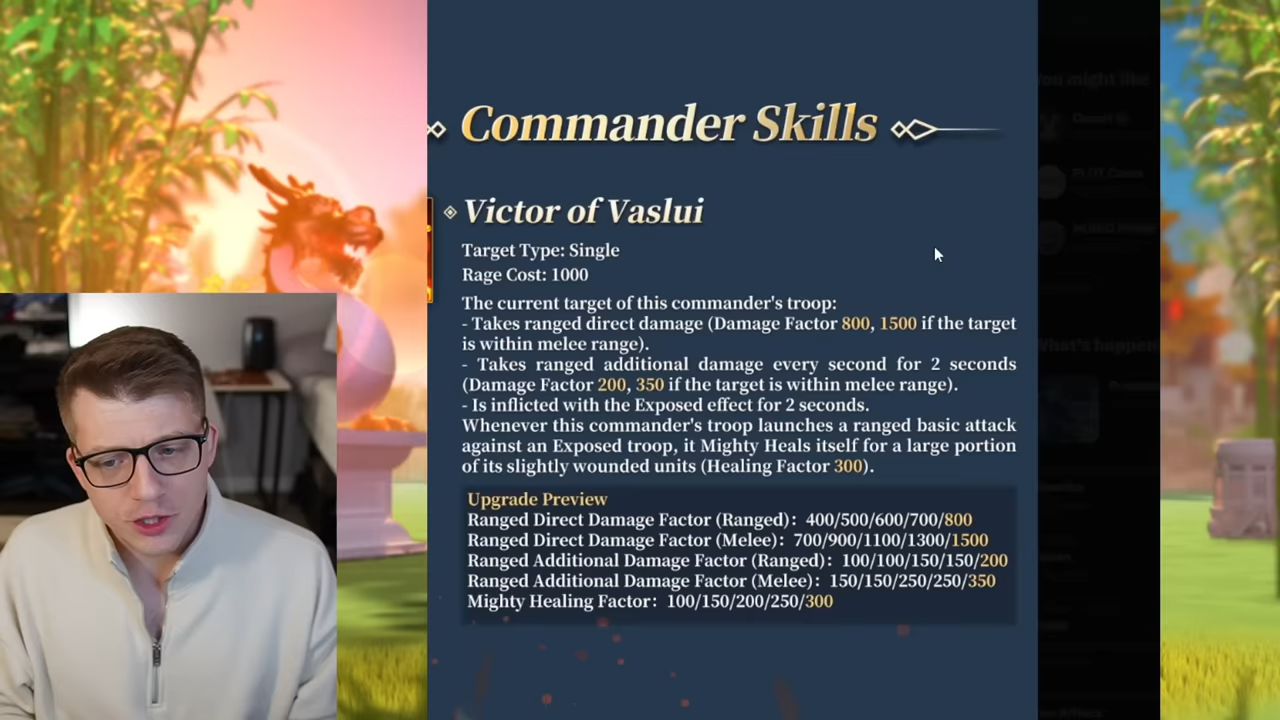 Commander Skills
Victor of Vaslui
Target Type: Single
Rage Cost: 1000
The current target of this commander's troop:
- Takes ranged direct damage (Damage Factor 800, 1500 if the target
is within melee range).
- Takes ranged additional damage every second for 2 seconds
(Damage Factor 200, 350 if the target is within melee range).
- Is inflicted with the Exposed effect for 2 seconds.
Whenever this commander's troop launches a ranged basic attack
against an Exposed troop, it Mighty Heals itself for a large portion
of its slightly wounded units (Healing Factor 300).
Upgrade Preview
Ranged Direct Damage Factor (Ranged): 400/500/600/700/800
Ranged Direct Damage Factor (Melee): 700/900/1100/1300/1500
Ranged Additional Damage Factor (Ranged): 100/100/150/150/200
Ranged Additional Damage Factor (Melee): 150/150/250/250/350
Mighty Healing Factor: 100/150/200/250/300
You might like
What's happen